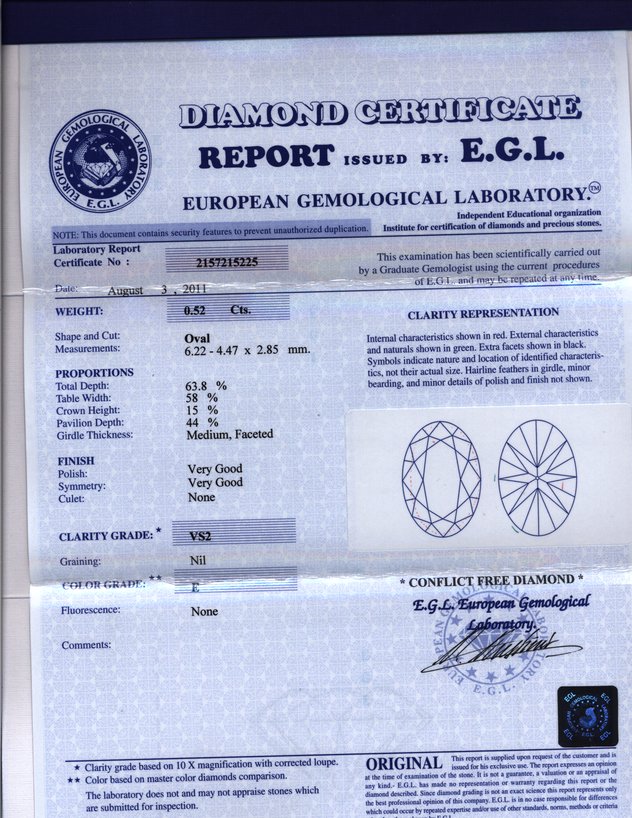 DIAMOND CERTIFICATE
REPORT ISSUED BY: E.G.L.
EUROPEAN GEMOLOGICAL LABORATORY.™
EUROPEAN GEMOLOGICAL LABORATORY
E.G.L.
Independent Educational organization
Institute for certification of diamonds and precious stones.
NOTE: This document contains security features to prevent unauthorized duplication.
Laboratory Report
Certificate No : 2157215225
Date: August 3 , 2011
WEIGHT: 0.52 Cts.
Shape and Cut: Oval
Measurements: 6.22 - 4.47 x 2.85 mm.
PROPORTIONS
Total Depth: 63.8 %
Table Width: 58 %
Crown Height: 15 %
Pavilion Depth: 44 %
Girdle Thickness: Medium, Faceted
FINISH
Polish: Very Good
Symmetry: Very Good
Culet: None
CLARITY GRADE: * VS2
Graining: Nil
COLOR GRADE: ** E
Fluorescence: None
Comments:
★ Clarity grade based on 10 X magnification with corrected loupe.
★★ Color based on master color diamonds comparison.
The laboratory does not and may not appraise stones which
are submitted for inspection.
This examination has been scientifically carried out
by a Graduate Gemologist using the current procedures
of E.G.L. and may be repeated at any time.
CLARITY REPRESENTATION
Internal characteristics shown in red. External characteristics
and naturals shown in green. Extra facets shown in black.
Symbols indicate nature and location of identified characteris-
tics, not their actual size. Hairline feathers in girdle, minor
bearding, and minor details of polish and finish not shown.
* CONFLICT FREE DIAMOND *
E.G.L. European Gemological
Laboratory.
E.G.L.
EGL
EGL
EGL
EGL
ORIGINAL This report is supplied upon request of the customer and is
issued for his exclusive use. The report expresses an opinion
at the time of examination of the stone. It is not a guarantee, a valuation or an appraisal of
any kind.- E.G.L. has made no representation or warranty regarding this report or the
diamond described. Since diamond grading is not an exact science this report represents only
the best professional opinion of this company. E.G.L. is in no case responsible for differences
which could occur by repeated expertise and/or use of other standards, norms, methods or criteria